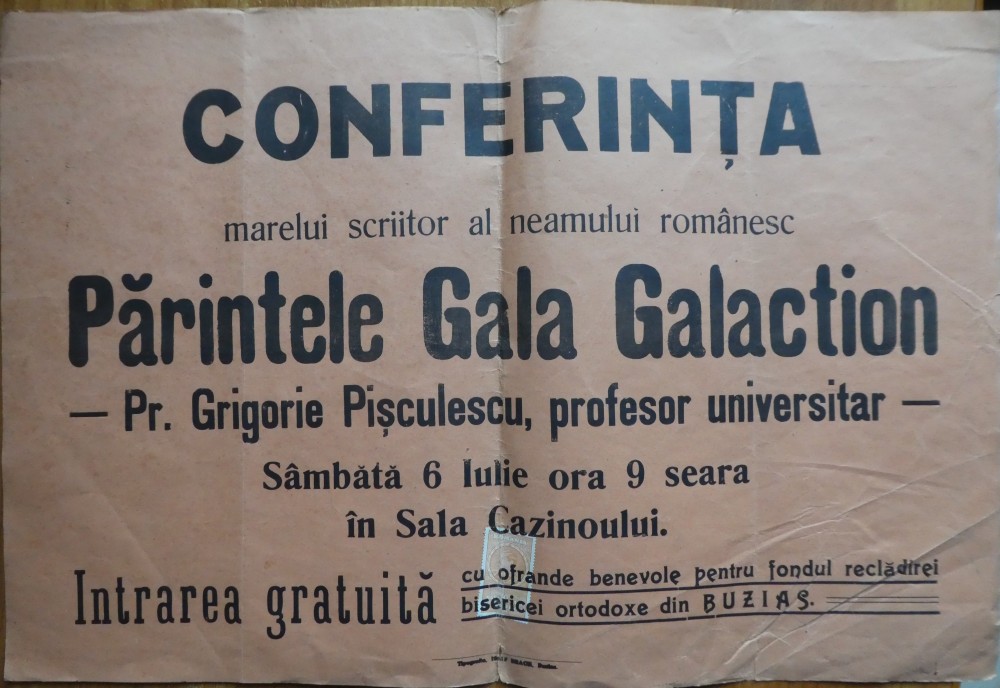 CONFERINȚA
marelui scriitor al neamului românesc
Părintele Gala Galaction
— Pr. Grigorie Pișculescu, profesor universitar —
Sâmbătă 6 Iulie ora 9 seara
în Sala Cazinoului.
Intrarea gratuită cu ofrande benevole pentru fondul reclădirei
bisericei ortodoxe din BUZIAȘ.
Tipografia